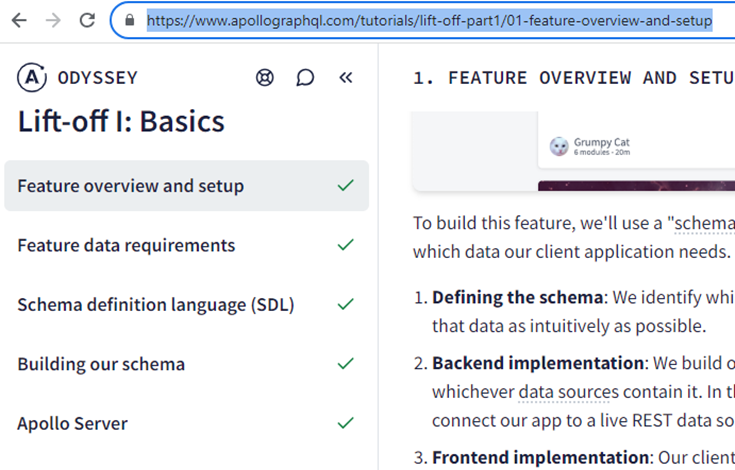 https://www.apollographql.com/tutorials/lift-off-part1/01-feature-overview-and-setup
ODYSSEY
Lift-off I: Basics
Feature overview and setup
Feature data requirements
Schema definition language (SDL)
Building our schema
Apollo Server
1. FEATURE OVERVIEW AND SETU
Grumpy Cat
6 modules - 20m
To build this feature, we'll use a "schema
which data our client application needs.
1. Defining the schema: We identify whi
that data as intuitively as possible.
2. Backend implementation: We build o
whichever data sources contain it. In th
connect our app to a live REST data so
3. Frontend implementation: Our client